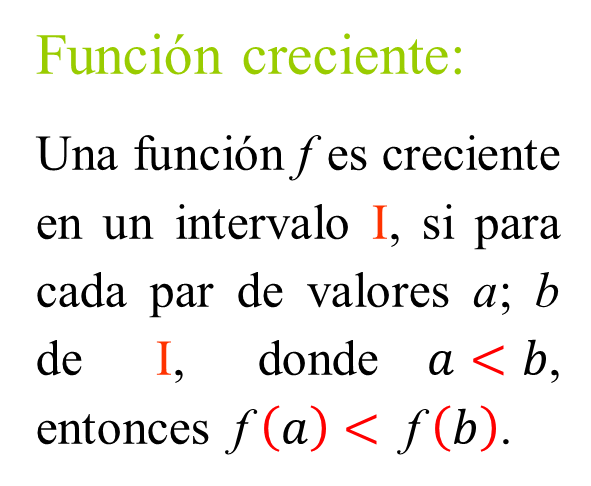 Función creciente:
Una función f es creciente
en un intervalo I, si para
cada par de valores a; b
de I, donde a < b,
entonces f (a) < f (b).